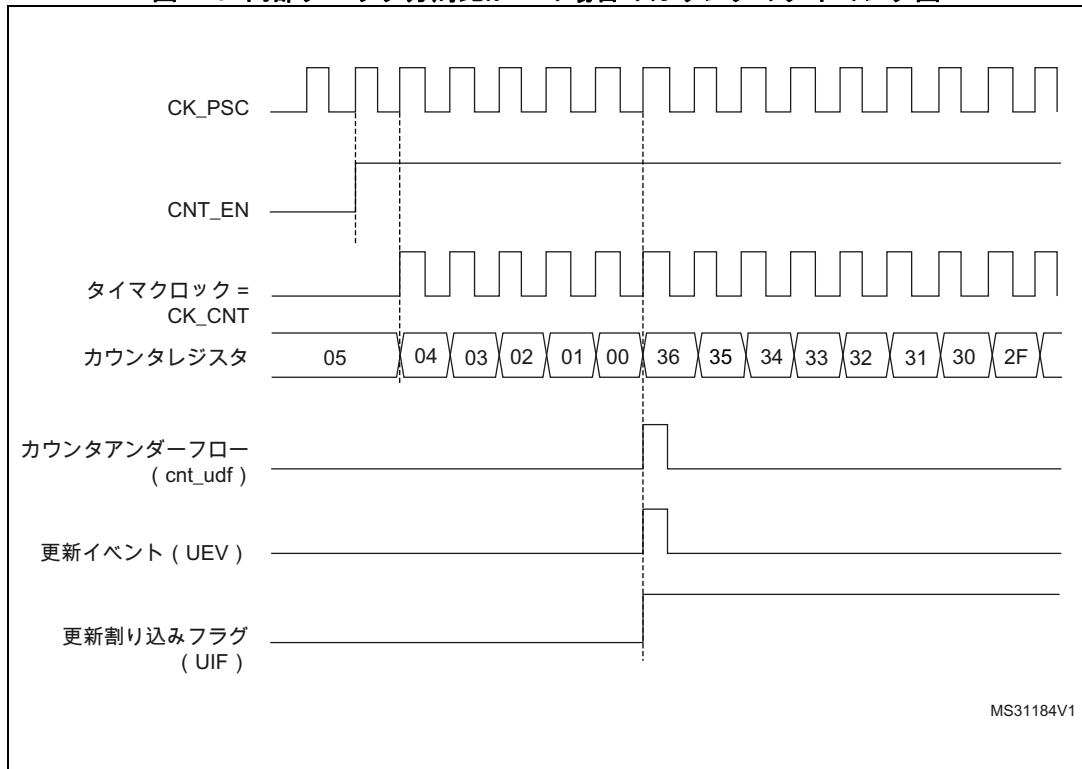 CK_PSC
CNT_EN
タイマクロック =
CK_CNT
カウンタレジスタ
05 04 03 02 01 00 36 35 34 33 32 31 30 2F
カウンタアンダーフロー
( cnt_udf )
更新イベント ( UEV )
更新割り込みフラグ
( UIF )
MS31184V1